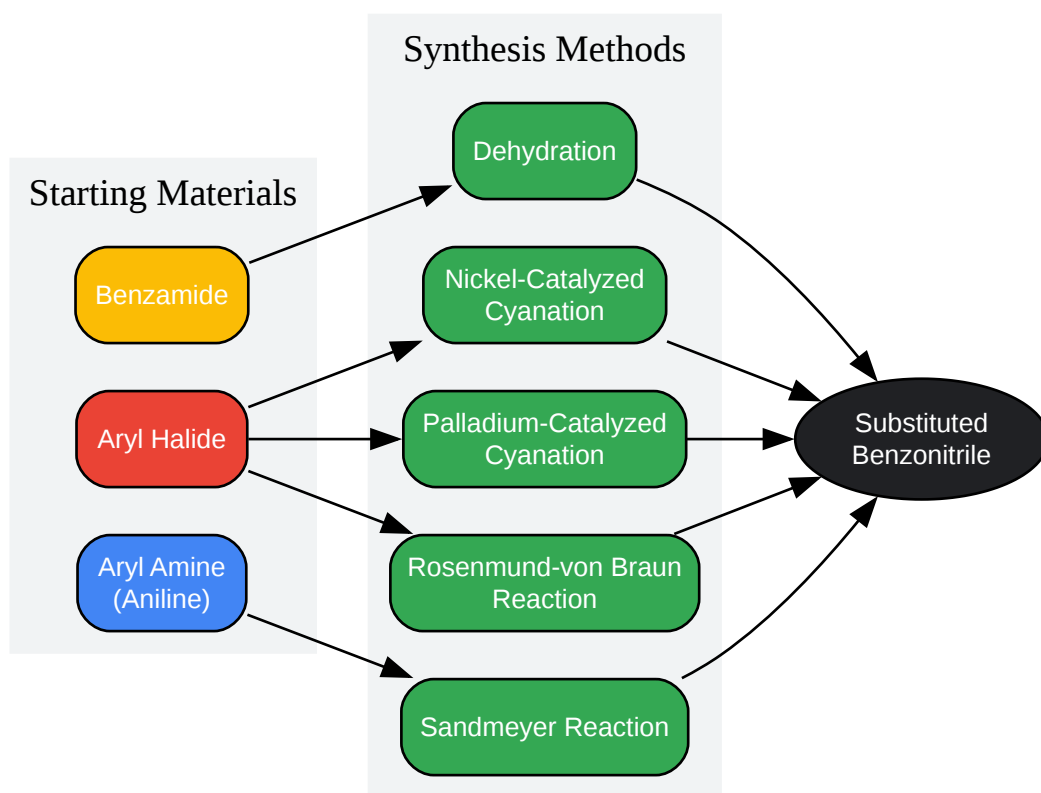 Synthesis Methods
Dehydration
Starting Materials
Benzamide
Nickel-Catalyzed
Cyanation
Aryl Halide
Palladium-Catalyzed
Cyanation
Substituted
Benzonitrile
Aryl Amine
(Aniline)
Rosenmund-von Braun
Reaction
Sandmeyer Reaction